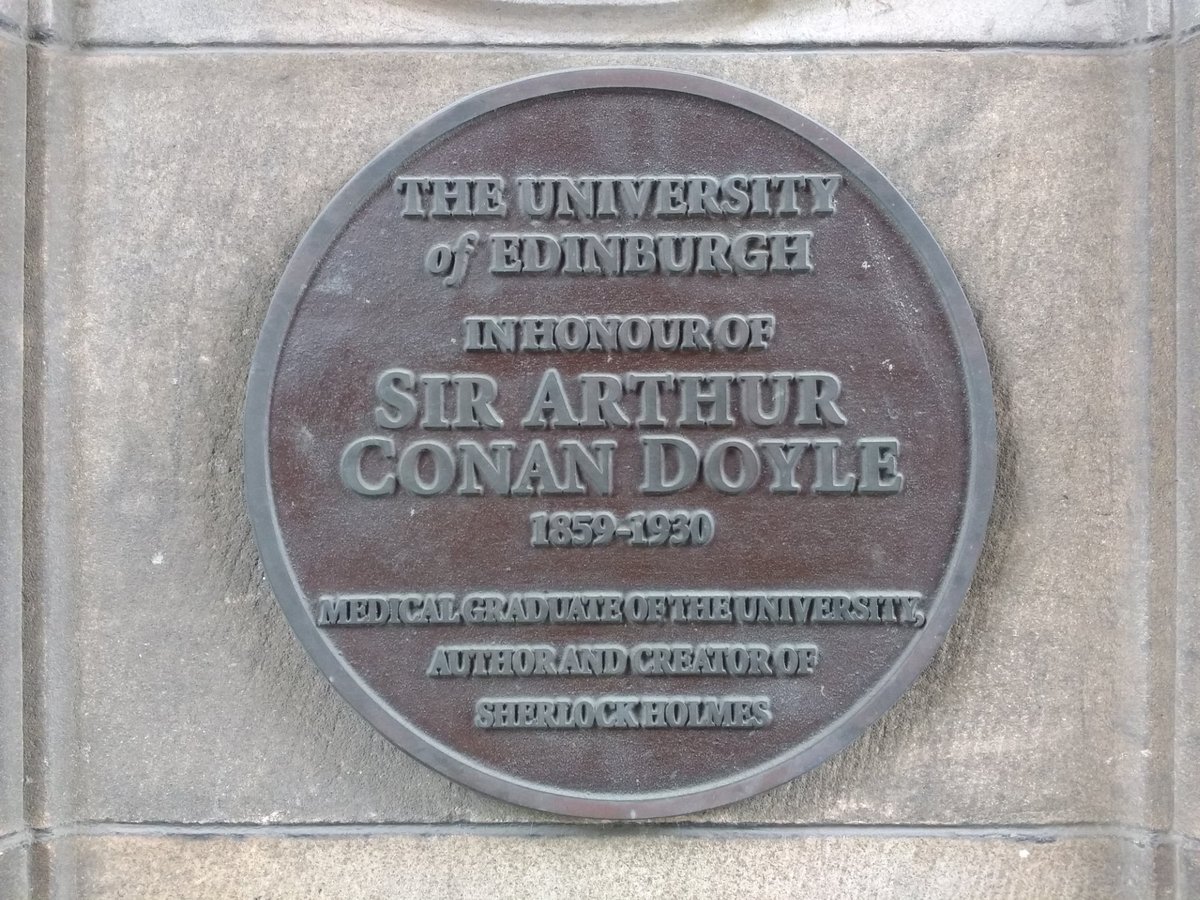 THE UNIVERSITY
of EDINBURGH
IN HONOUR OF
SIR ARTHUR
CONAN DOYLE
1859-1930
MEDICAL GRADUATE OF THE UNIVERSITY,
AUTHOR AND CREATOR OF
SHERLOCK HOLMES